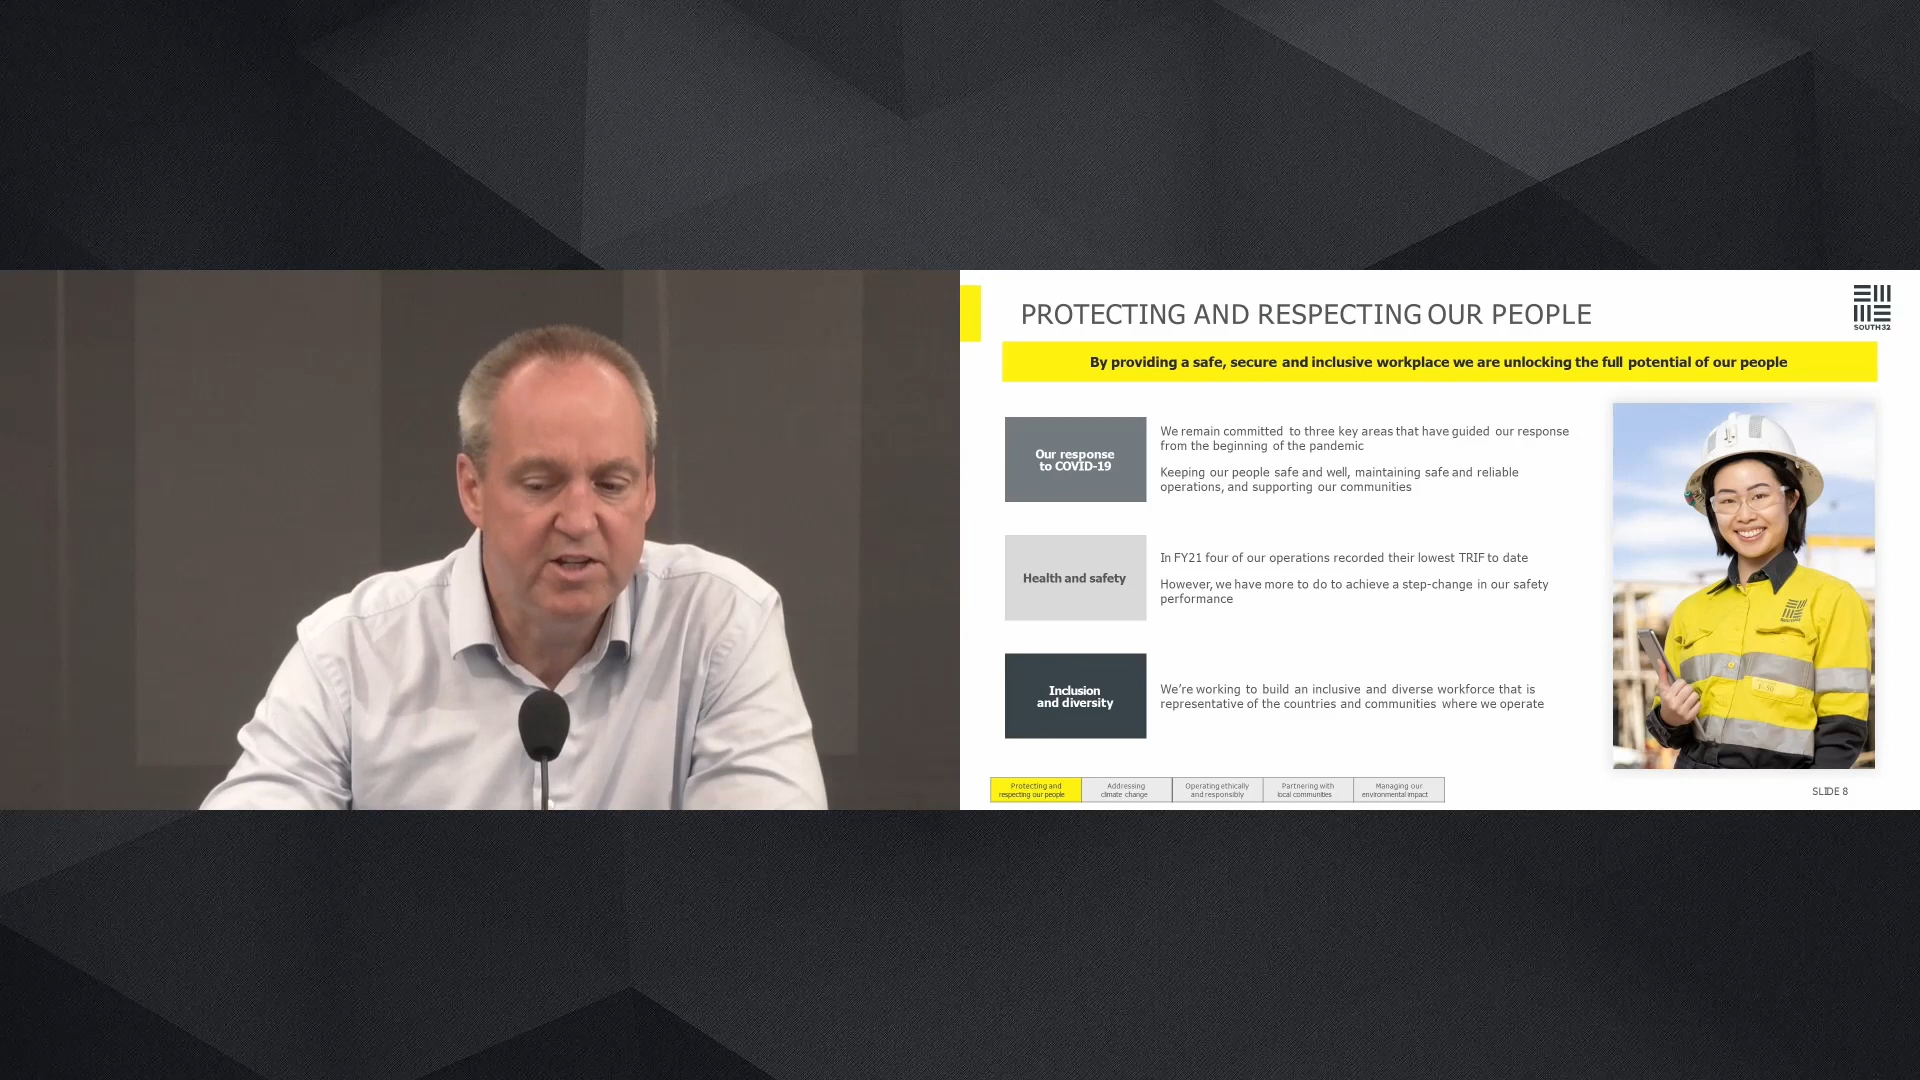 PROTECTING AND RESPECTING OUR PEOPLE
SOUTH32
By providing a safe, secure and inclusive workplace we are unlocking the full potential of our people
Our response
to COVID-19
We remain committed to three key areas that have guided our response
from the beginning of the pandemic
Keeping our people safe and well, maintaining safe and reliable
operations, and supporting our communities
Health and safety
In FY21 four of our operations recorded their lowest TRIF to date
However, we have more to do to achieve a step-change in our safety
performance
Inclusion
and diversity
We're working to build an inclusive and diverse workforce that is
representative of the countries and communities where we operate
Protecting and
respecting our people
Addressing
climate change
Operating ethically
and responsibly
Partnering with
local communities
Managing our
environmental impact
SLIDE 8